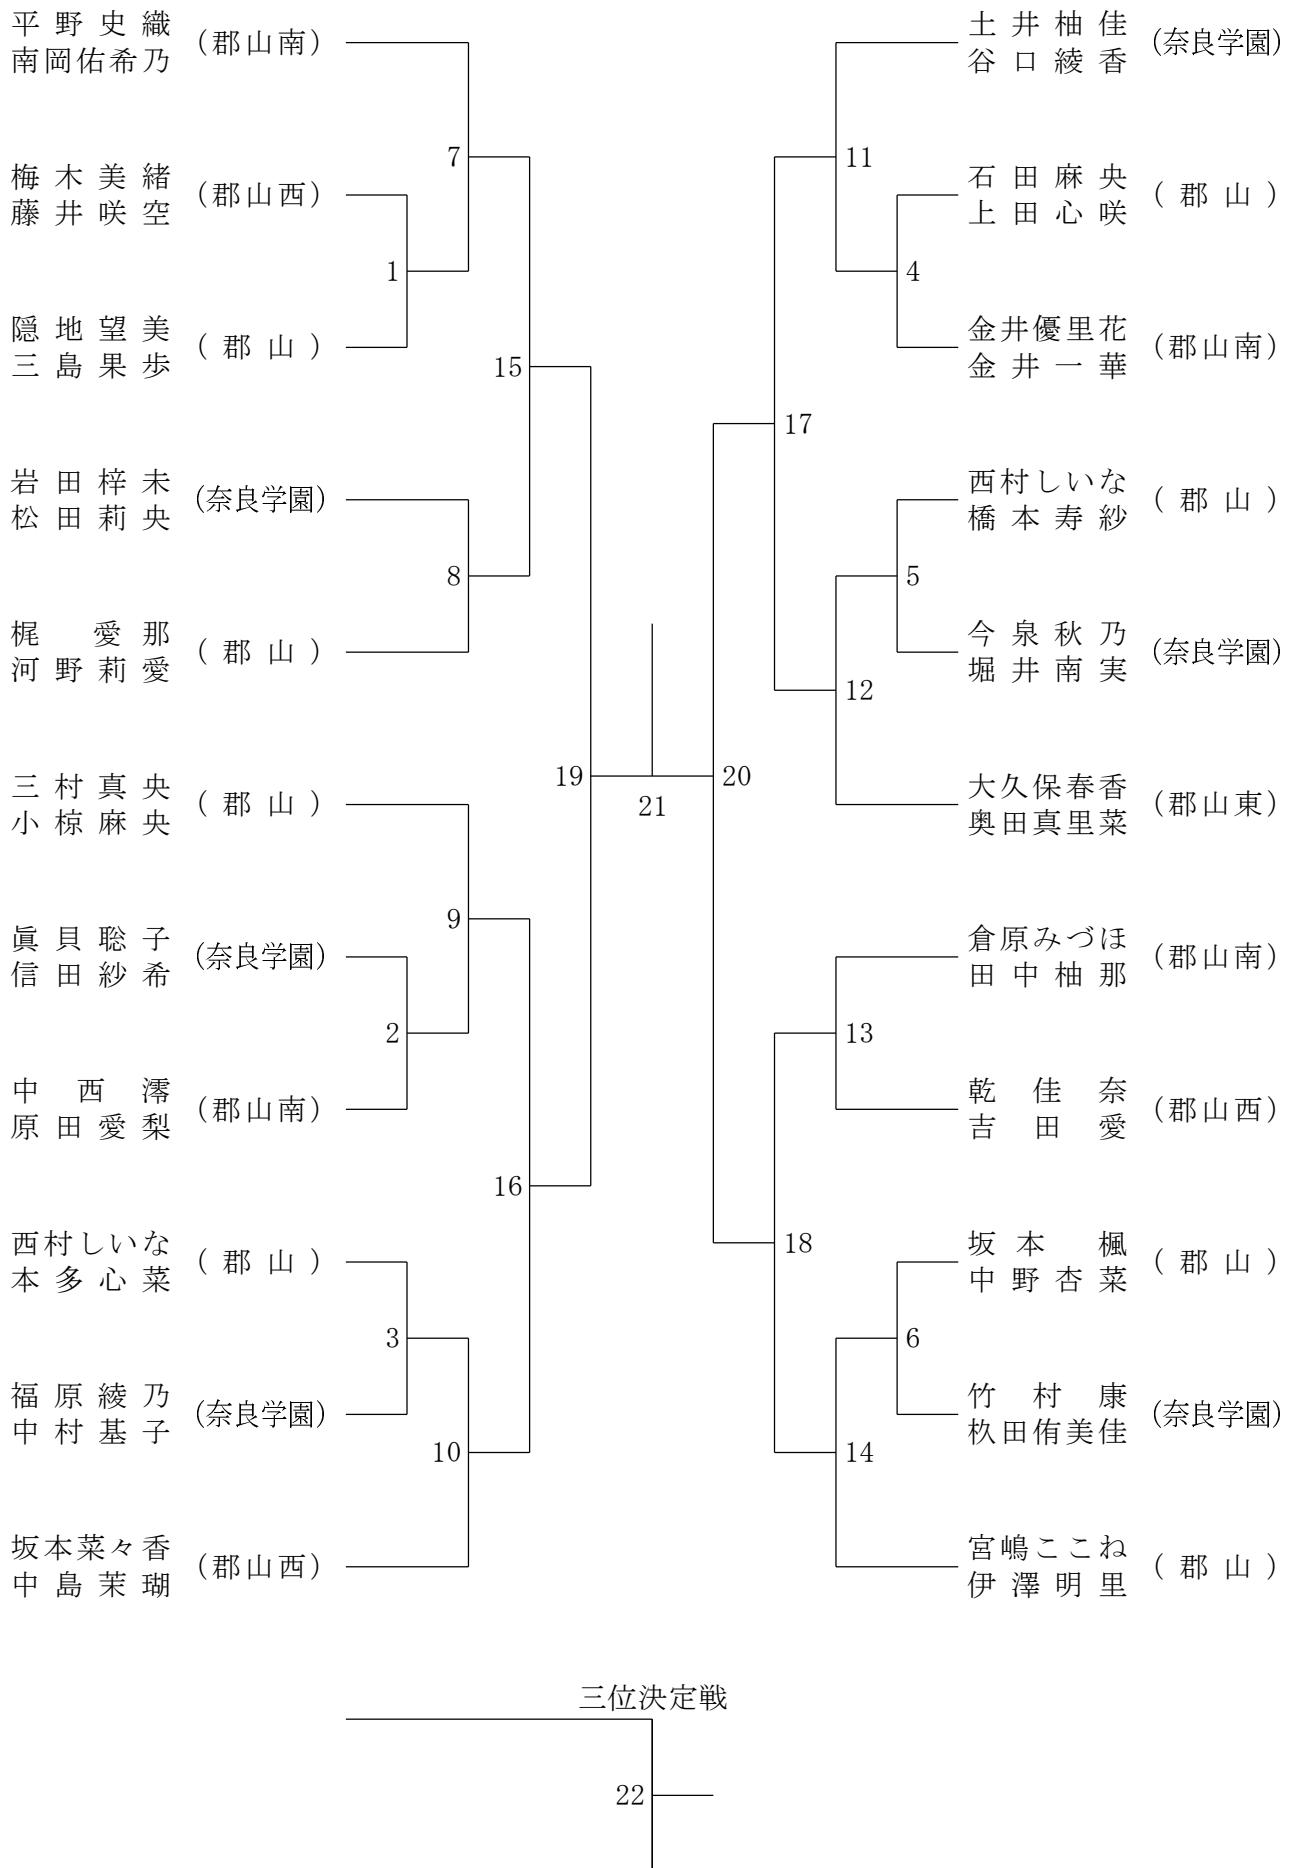 平野史織
南岡佑希乃
(郡山南)
梅木美緒
藤井咲空
(郡山西)
隠地望美
三島果歩
(郡山)
岩田梓未
松田莉央
(奈良学園)
梶愛那
河野莉愛
(郡山)
三村真央
小椋麻央
(郡山)
眞貝聡子
信田紗希
(奈良学園)
中西澪
原田愛梨
(郡山南)
西村しいな
本多心菜
(郡山)
福原綾乃
中村基子
(奈良学園)
坂本菜々香
中島茉瑚
(郡山西)
7
1
15
8
9
2
16
3
10
19
21
20
11
4
17
5
12
13
18
6
14
土井柚佳
谷口綾香
(奈良学園)
石田麻央
上田心咲
(郡山)
金井優里花
金井一華
(郡山南)
西村しいな
橋本寿紗
(郡山)
今泉秋乃
堀井南実
(奈良学園)
大久保春香
奥田真里菜
(郡山東)
倉原みづほ
田中柚那
(郡山南)
乾佳奈
吉田愛
(郡山西)
坂本楓
中野杏菜
(郡山)
竹村康
杁田侑美佳
(奈良学園)
宮嶋ここね
伊澤明里
(郡山)
三位決定戦
22